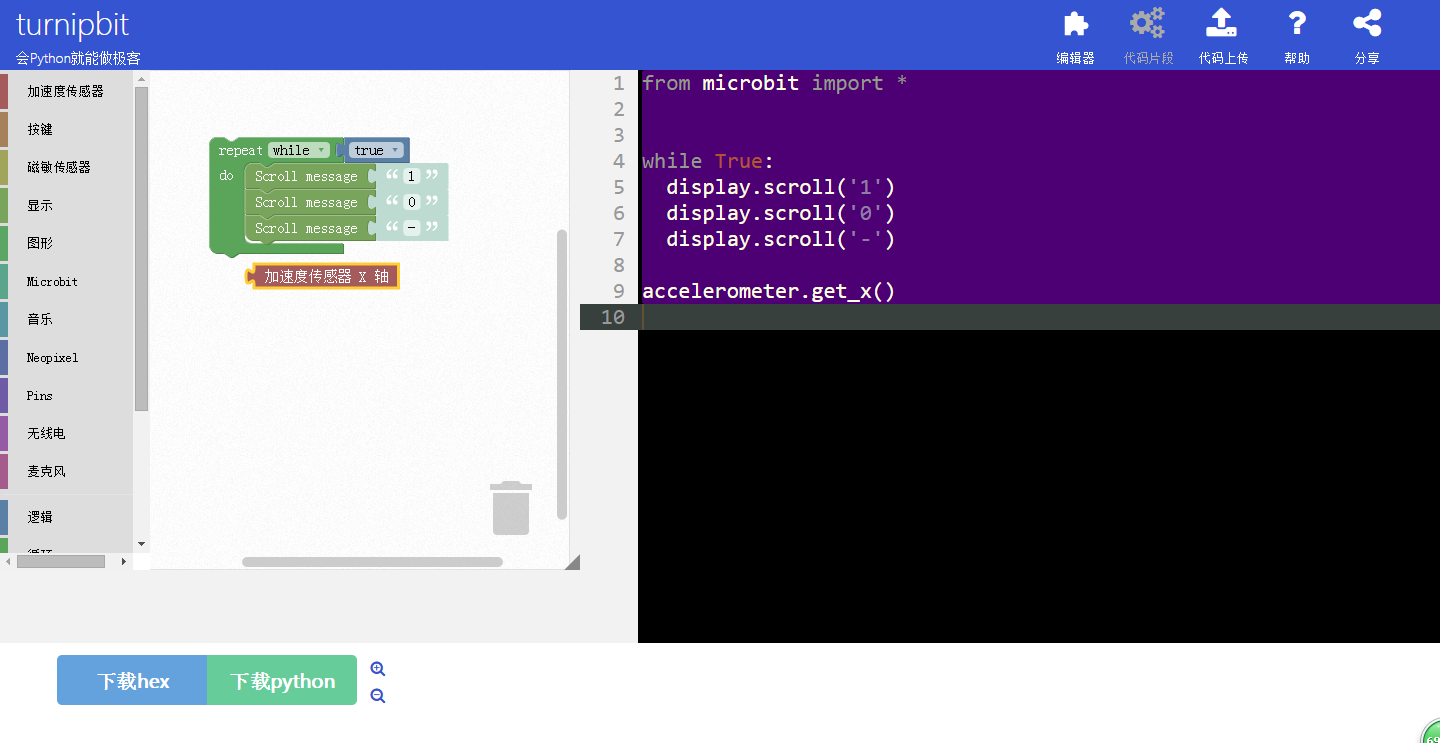 turnipbit
会Python就能做极客
编辑器
代码片段
代码上传
帮助
分享
加速度传感器
按键
磁敏传感器
显示
图形
Microbit
音乐
Neopixel
Pins
无线电
麦克风
逻辑
repeat while true
do Scroll message “ 1 ”
Scroll message “ 0 ”
Scroll message “ - ”
加速度传感器 X 轴
1 from microbit import *
2
3
4 while True:
5 display.scroll('1')
6 display.scroll('0')
7 display.scroll('-')
8
9 accelerometer.get_x()
10
下载hex
下载python